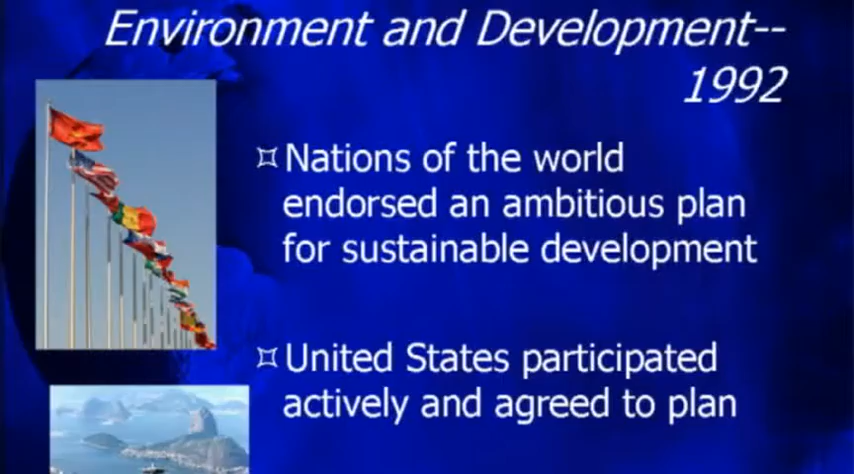 Environment and Development--
1992
Nations of the world
endorsed an ambitious plan
for sustainable development
United States participated
actively and agreed to plan